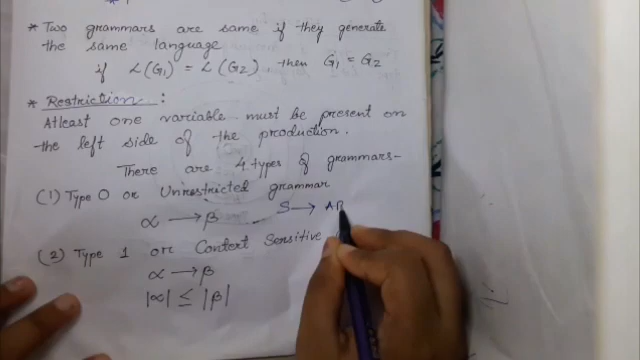 * Two grammars are same if they generate
the same language
if L(G1) = L(G2), then G1 = G2
* Restriction :
Atleast one variable must be present on
the left side of the production.
There are 4 types of grammars-
(1) Type 0 or Unrestricted grammar
α → β S → AB
(2) Type 1 or Context Sensitive
α → β
|α| ≤ |β|